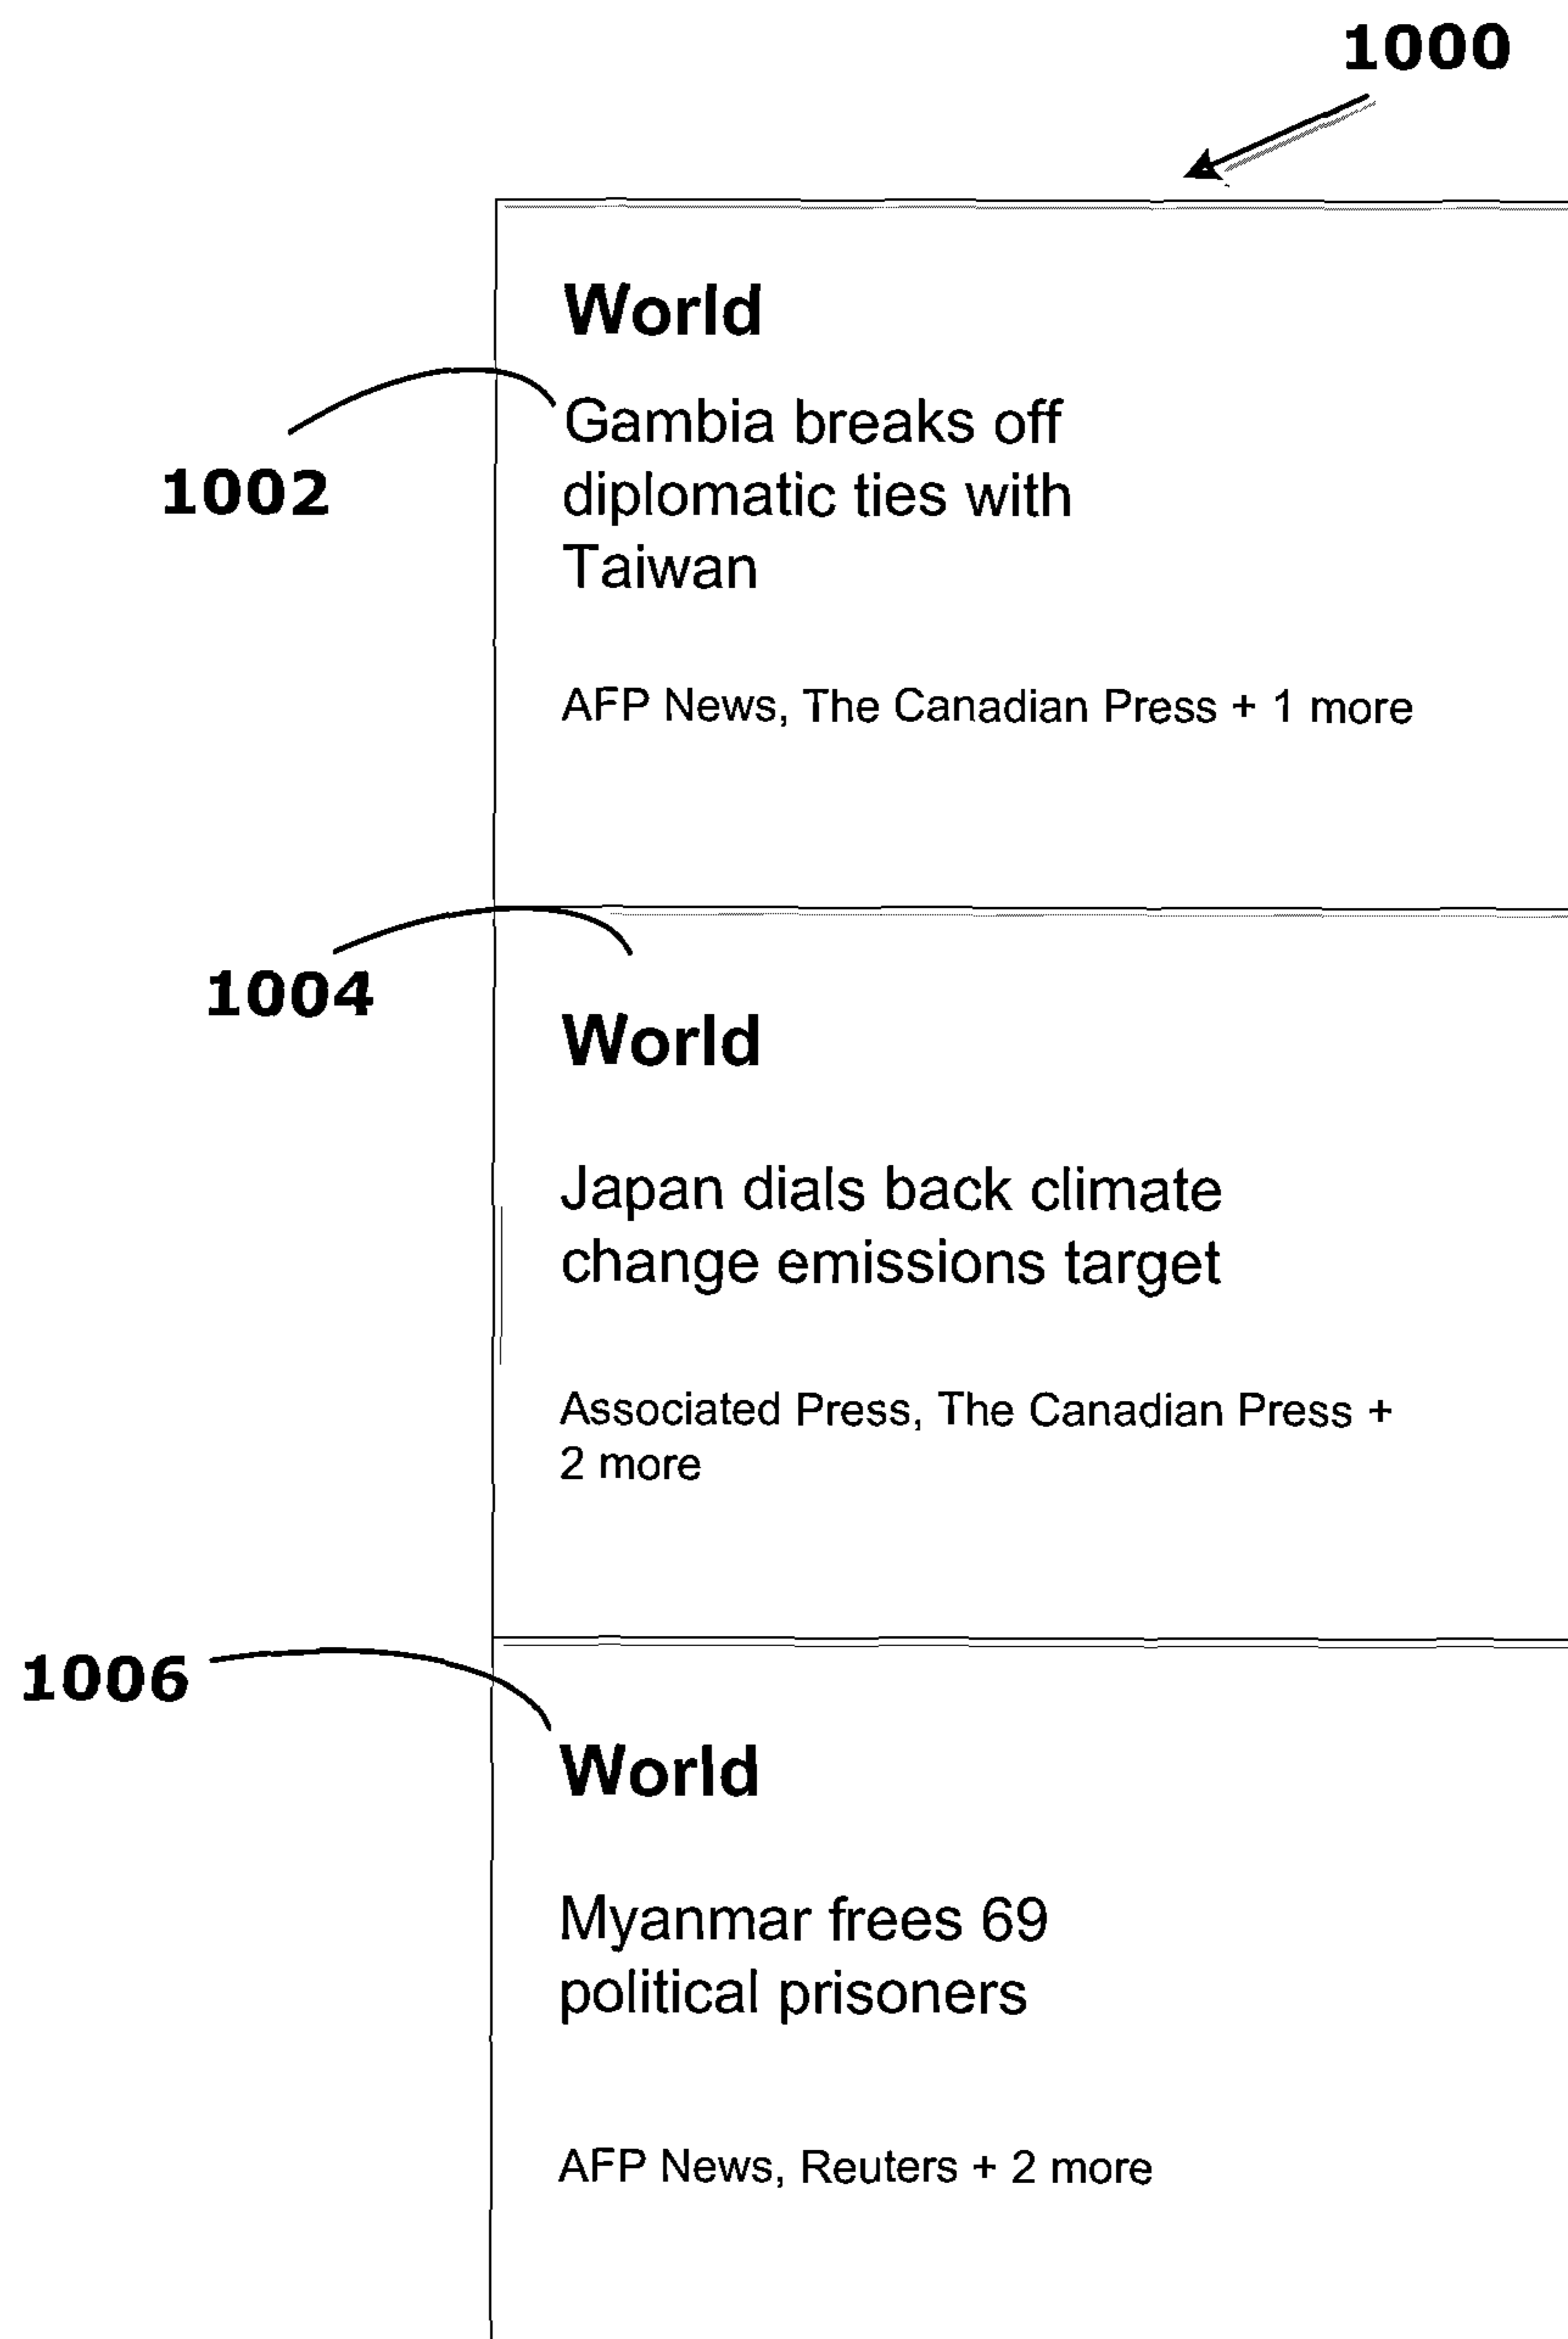 1000
World
1002
Gambia breaks off
diplomatic ties with
Taiwan
AFP News, The Canadian Press + 1 more
1004
World
Japan dials back climate
change emissions target
Associated Press, The Canadian Press +
2 more
1006
World
Myanmar frees 69
political prisoners
AFP News, Reuters + 2 more